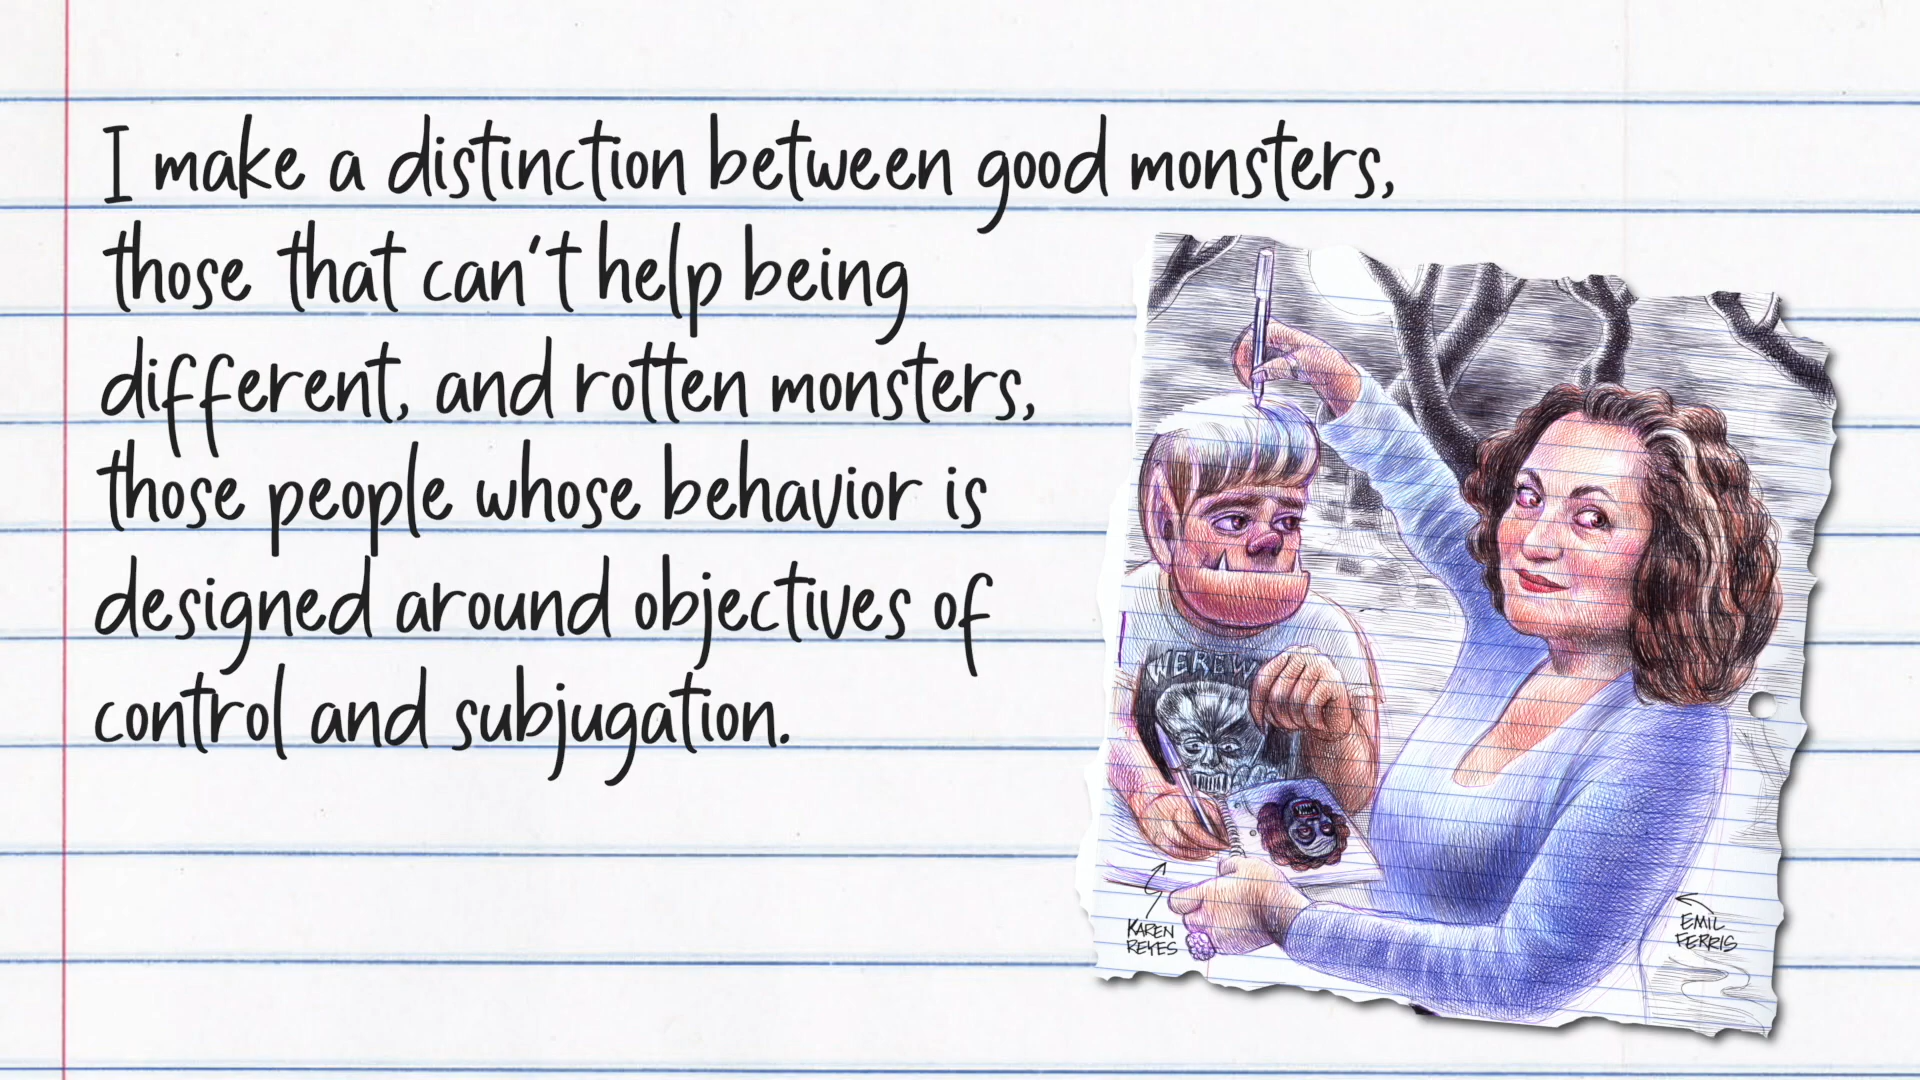 I make a distinction between good monsters,
those that can't help being
different, and rotten monsters,
those people whose behavior is
designed around objectives of
control and subjugation.
WEREW
KAREN
REYES
EMIL
FERRIS